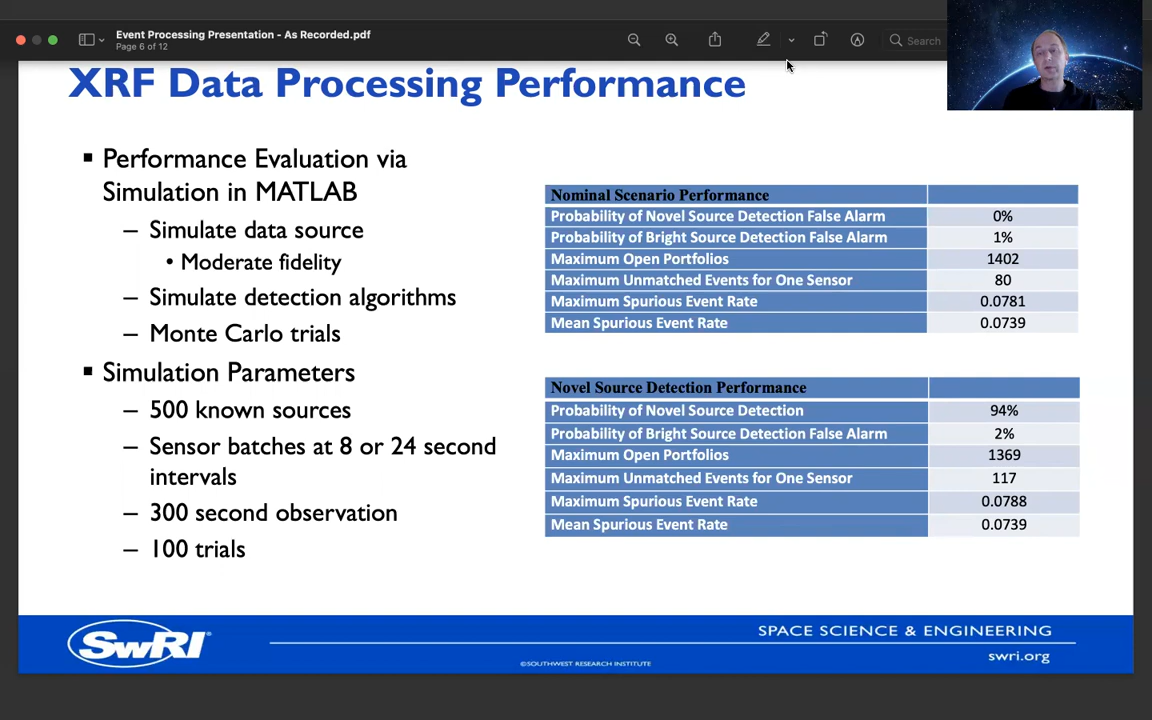 Event Processing Presentation - As Recorded.pdf
Page 6 of 12
Search
XRF Data Processing Performance
▪ Performance Evaluation via
Simulation in MATLAB
– Simulate data source
• Moderate fidelity
– Simulate detection algorithms
– Monte Carlo trials
▪ Simulation Parameters
– 500 known sources
– Sensor batches at 8 or 24 second
intervals
– 300 second observation
– 100 trials
Nominal Scenario Performance
Probability of Novel Source Detection False Alarm 0%
Probability of Bright Source Detection False Alarm 1%
Maximum Open Portfolios 1402
Maximum Unmatched Events for One Sensor 80
Maximum Spurious Event Rate 0.0781
Mean Spurious Event Rate 0.0739
Novel Source Detection Performance
Probability of Novel Source Detection 94%
Probability of Bright Source Detection False Alarm 2%
Maximum Open Portfolios 1369
Maximum Unmatched Events for One Sensor 117
Maximum Spurious Event Rate 0.0788
Mean Spurious Event Rate 0.0739
SwRI®
©SOUTHWEST RESEARCH INSTITUTE
SPACE SCIENCE & ENGINEERING
swri.org